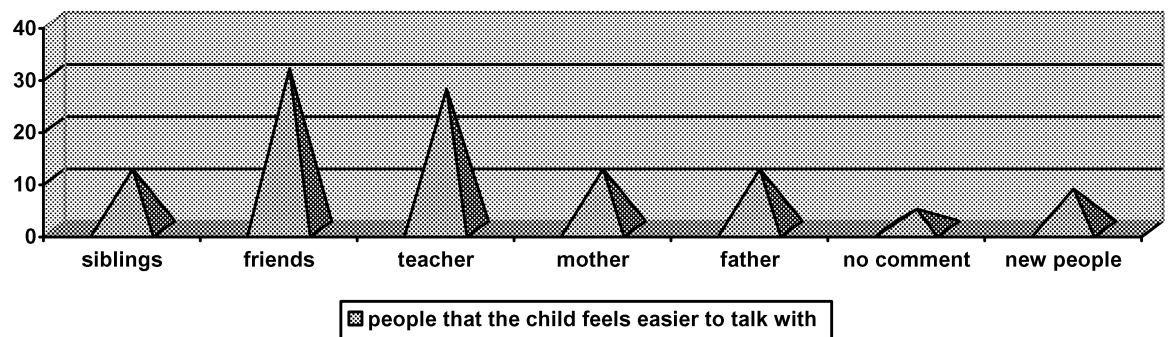 40
30
20
10
0
siblings friends teacher mother father no comment new people
people that the child feels easier to talk with